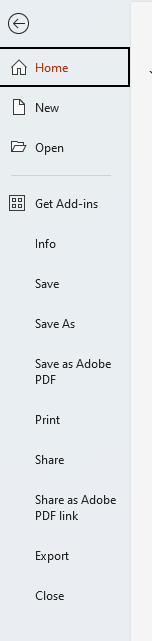 Home
New
Open
Get Add-ins
Info
Save
Save As
Save as Adobe
PDF
Print
Share
Share as Adobe
PDF link
Export
Close